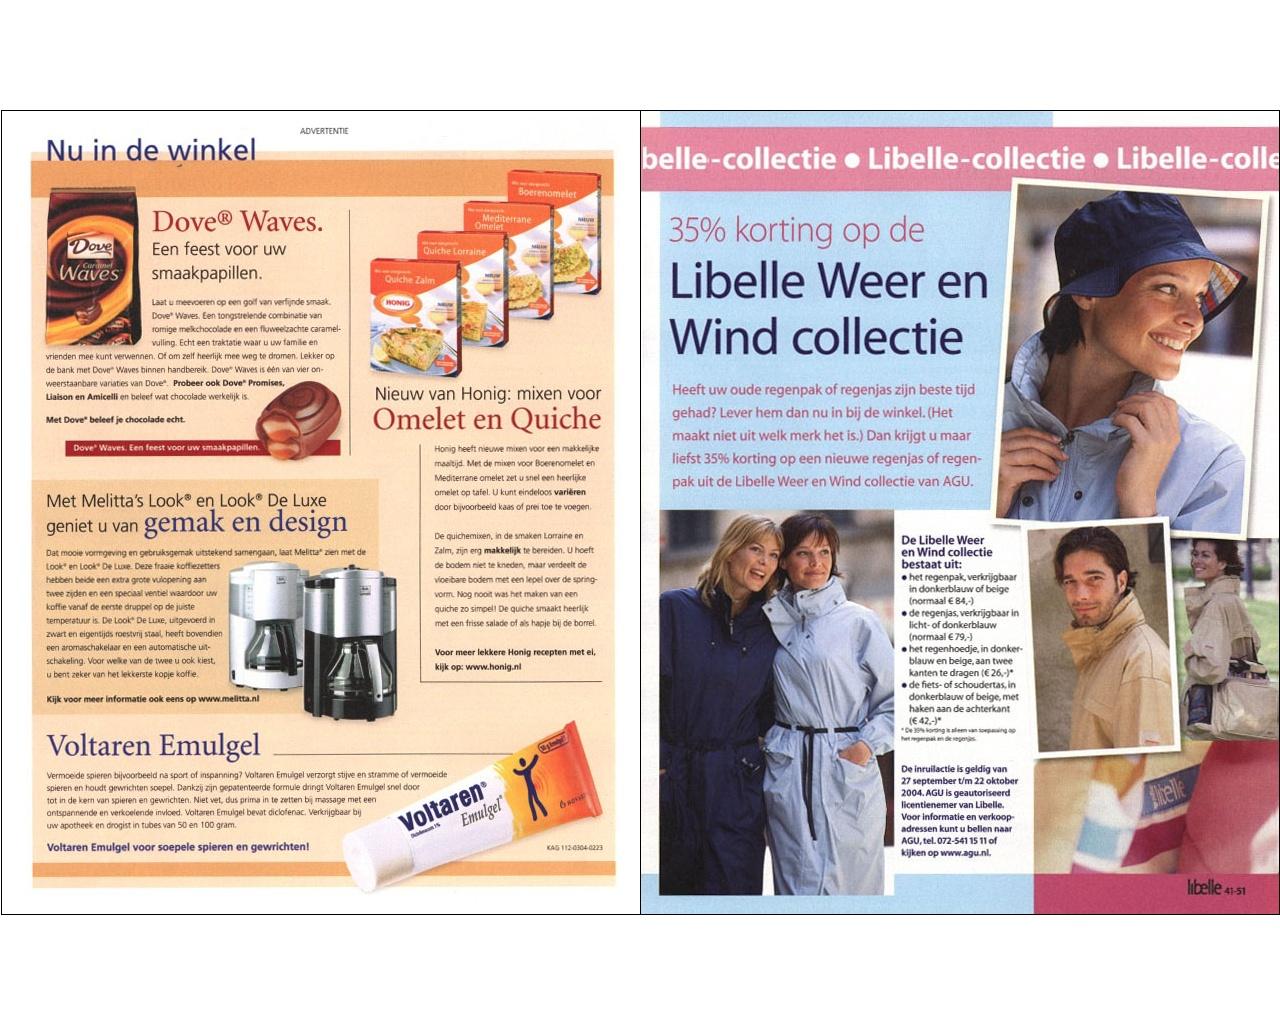 ADVERTENTIE
Nu in de winkel
Dove
Caramel
Waves
Dove® Waves.
Een feest voor uw
smaakpapillen.
Laat u meevoeren op een golf van verfijnde smaak.
Dove® Waves. Een tongstrelende combinatie van
romige melkchocolade en een fluweelzachte caramel-
vulling. Echt een traktatie waar u uw familie en
vrienden mee kunt verwennen. Of om zelf heerlijk mee weg te dromen. Lekker op
de bank met Dove® Waves binnen handbereik. Dove® Waves is één van vier on-
weerstaanbare variaties van Dove®. Probeer ook Dove® Promises,
Liaison en Amicelli en beleef wat chocolade werkelijk is.
Met Dove® beleef je chocolade echt.
Dove® Waves. Een feest voor uw smaakpapillen.
Boerenomelet
Mediterrane
Omelet
Quiche Lorraine
Quiche Zalm
HONIG
Nieuw van Honig: mixen voor
Omelet en Quiche
Honig heeft nieuwe mixen voor een makkelijke
maaltijd. Met de mixen voor Boerenomelet en
Mediterrane omelet zet u snel een heerlijke
omelet op tafel. U kunt eindeloos variëren
door bijvoorbeeld kaas of prei toe te voegen.
De quichemixen, in de smaken Lorraine en
Zalm, zijn erg makkelijk te bereiden. U hoeft
de bodem niet te kneden, maar verdeelt de
vloeibare bodem met een lepel over de spring-
vorm. Nog nooit was het maken van een
quiche zo simpel! De quiche smaakt heerlijk
met een frisse salade of als hapje bij de borrel.
Voor meer lekkere Honig recepten met ei,
kijk op: www.honig.nl
Met Melitta's Look® en Look® De Luxe
geniet u van gemak en design
Dat mooie vormgeving en gebruiksgemak uitstekend samengaan, laat Melitta® zien met de
Look® en Look® De Luxe. Deze fraaie koffiezetters
hebben beide een extra grote vulopening aan
twee zijden en een speciaal ventiel waardoor uw
koffie vanaf de eerste druppel op de juiste
temperatuur is. De Look® De Luxe, uitgevoerd in
zwart en eigentijds roestvrij staal, heeft bovendien
een aromaschakelaar en een automatische uit-
schakeling. Voor welke van de twee u ook kiest,
u bent zeker van het lekkerste kopje koffie.
Kijk voor meer informatie ook eens op www.melitta.nl
Voltaren Emulgel
Vermoeide spieren bijvoorbeeld na sport of inspanning? Voltaren Emulgel verzorgt stijve en stramme of vermoeide
spieren en houdt gewrichten soepel. Dankzij zijn gepatenteerde formule dringt Voltaren Emulgel snel door
tot in de kern van spieren en gewrichten. Niet vet, dus prima in te zetten bij massage met een
ontspannende en verkoelende invloed. Voltaren Emulgel bevat diclofenac. Verkrijgbaar bij
uw apotheek en drogist in tubes van 50 en 100 gram.
Voltaren Emulgel voor soepele spieren en gewrichten!
Voltaren®
Emulgel®
KAG 112-0304-0223
belle-collectie ● Libelle-collectie ● Libelle-colle
35% korting op de
Libelle Weer en
Wind collectie
Heeft uw oude regenpak of regenjas zijn beste tijd
gehad? Lever hem dan nu in bij de winkel. (Het
maakt niet uit welk merk het is.) Dan krijgt u maar
liefst 35% korting op een nieuwe regenjas of regen-
pak uit de Libelle Weer en Wind collectie van AGU.
De Libelle Weer
en Wind collectie
bestaat uit:
● het regenpak, verkrijgbaar
in donkerblauw of beige
(normaal € 84,-)
● de regenjas, verkrijgbaar in
licht- of donkerblauw
(normaal € 79,-)
● het regenhoedje, in donker-
blauw en beige, aan twee
kanten te dragen (€ 26,-)*
● de fiets- of schoudertas, in
donkerblauw of beige, met
haken aan de achterkant
(€ 42,-)*
* De 35% korting is alleen van toepassing op
het regenpak en de regenjas.
De inruilactie is geldig van
27 september t/m 22 oktober
2004. AGU is geautoriseerd
licentienemer van Libelle.
Voor informatie en verkoop-
adressen kunt u bellen naar
AGU, tel. 072-541 15 11 of
kijken op www.agu.nl.
libelle
libelle 41-51